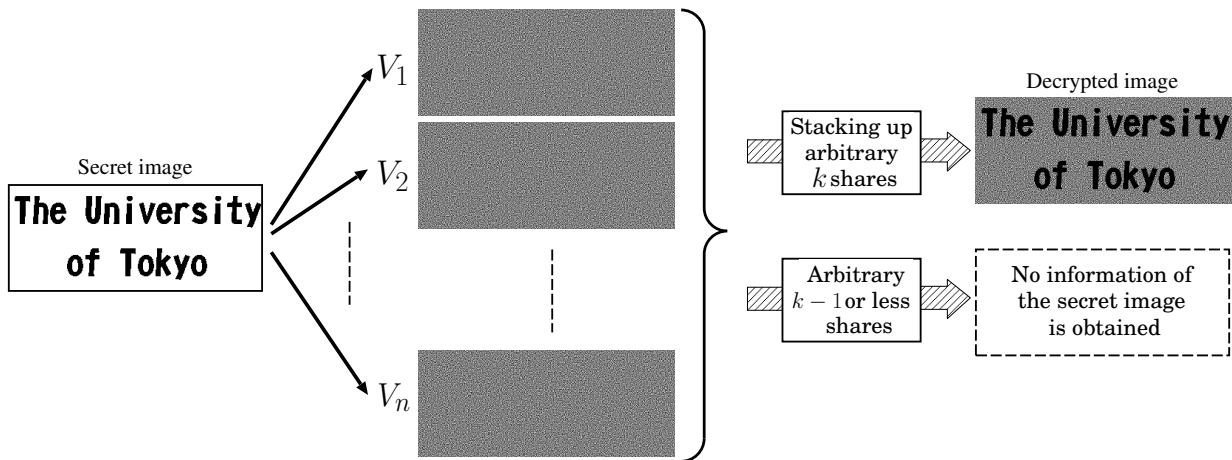 Secret image
The University
of Tokyo
V1
V2
Vn
Stacking up
arbitrary
k shares
Decrypted image
The University
of Tokyo
Arbitrary
k − 1 or less
shares
No information of
the secret image
is obtained